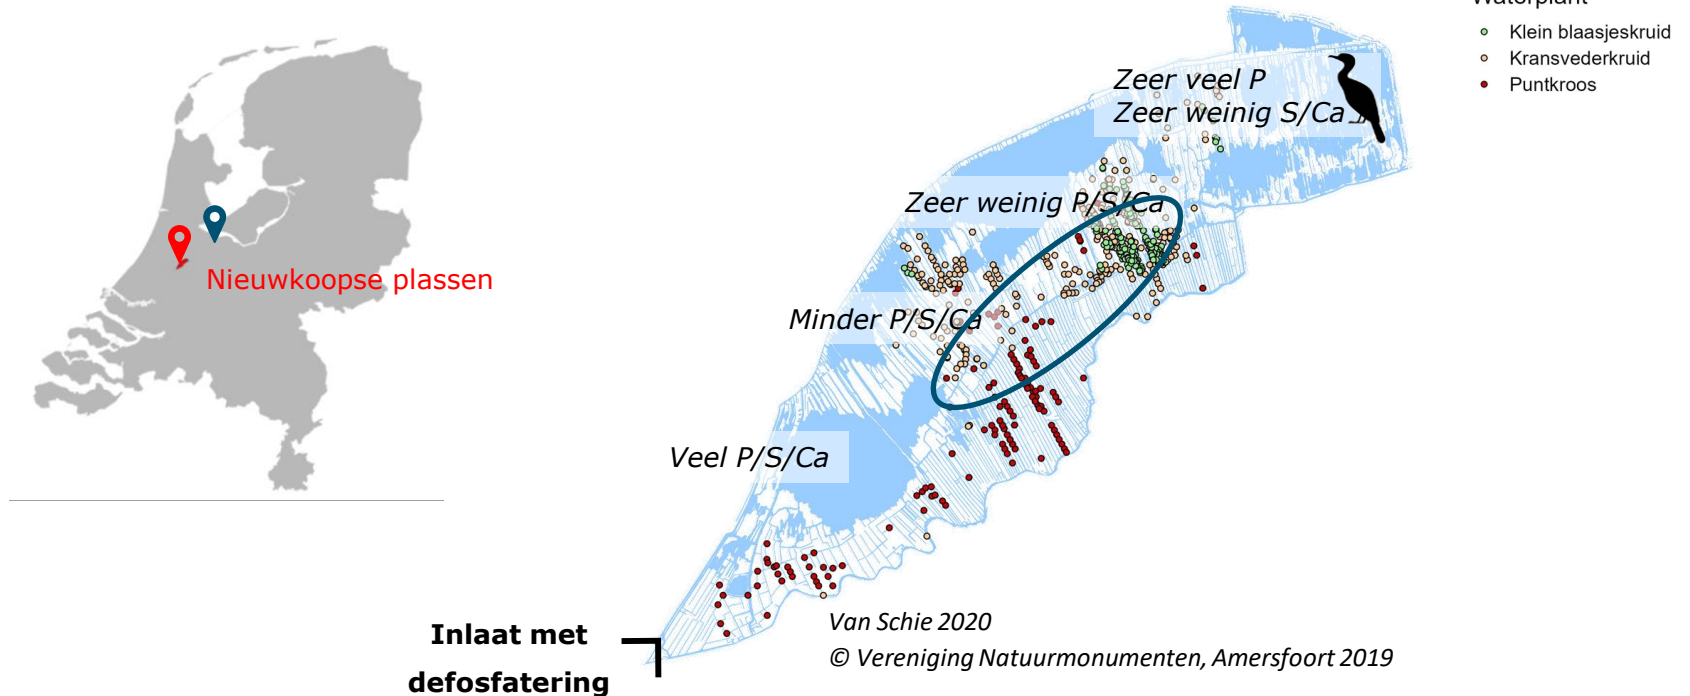 Waterplant
Klein blaasjeskruid
Kransvederkruid
Puntkroos
Zeer veel P
Zeer weinig S/Ca
Zeer weinig P/S/Ca
Nieuwkoopse plassen
Minder P/S/Ca
Veel P/S/Ca
Inlaat met
defosfatering
Van Schie 2020
© Vereniging Natuurmonumenten, Amersfoort 2019